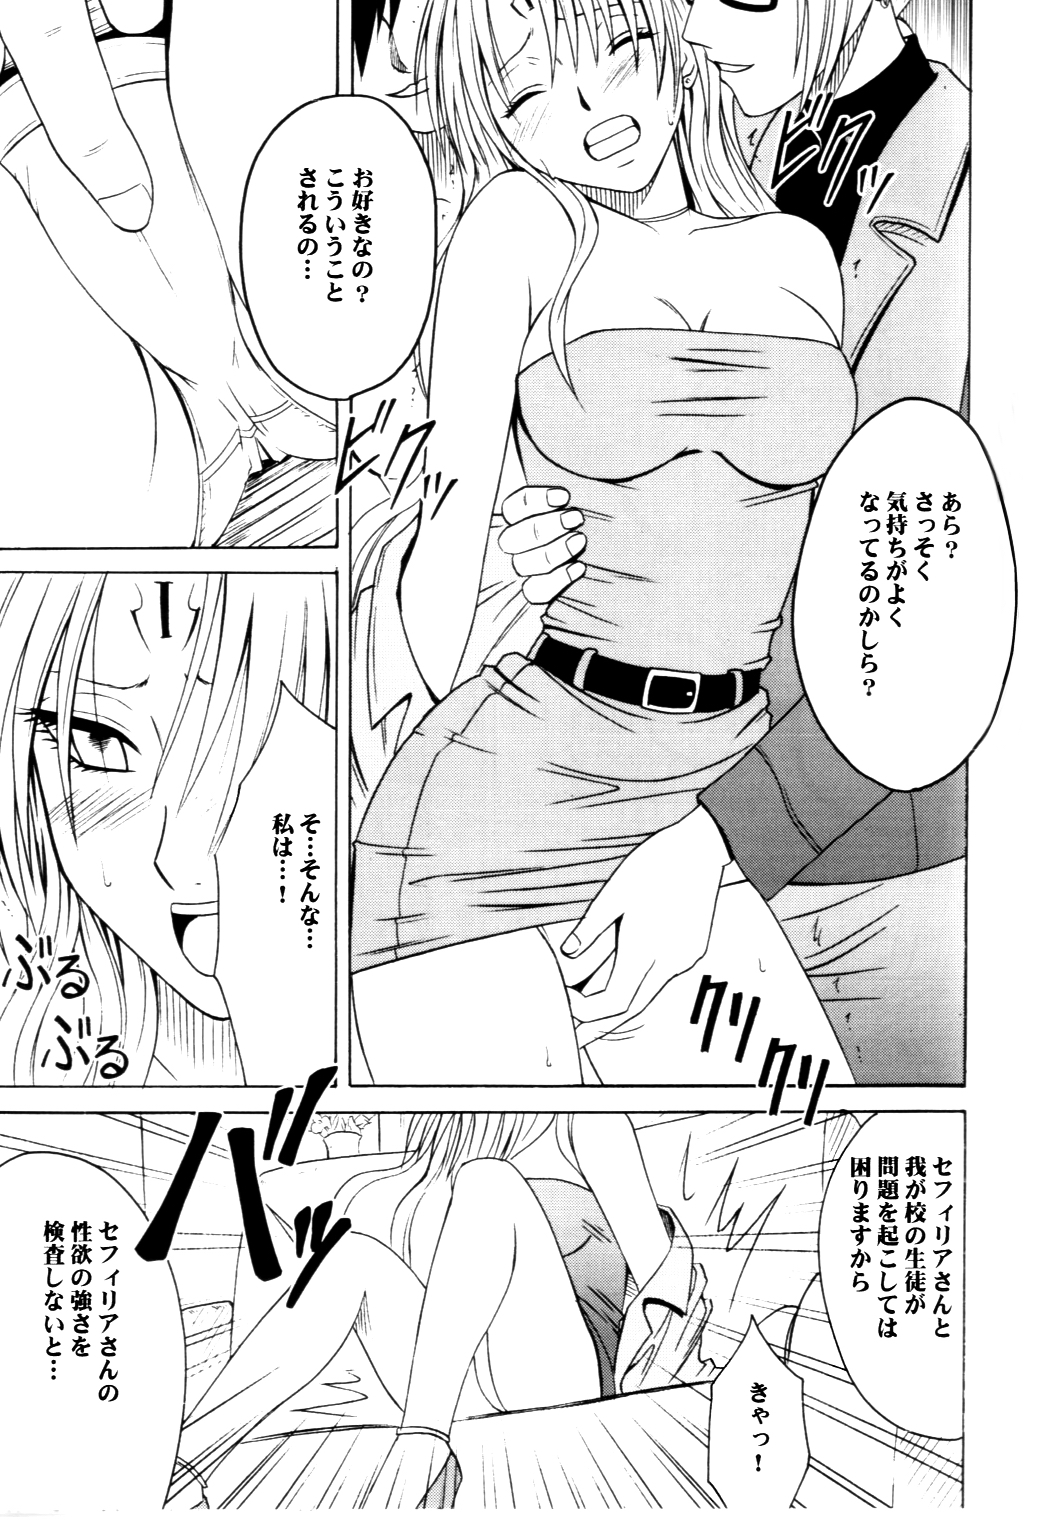 あら?
さっそく
気持ちがよく
なってるのかしら?
ビクッ
お好きなの?
こういうこと
されるの…
ビクッ
クリ
クリ
I
そ…そんな…
私は…!
ぶる
ぶる
セフィリアさんと
我が校の生徒が
問題を起こしては
困りますから
きゃっ!
バッ
セフィリアさんの
性欲の強さを
検査しないと…